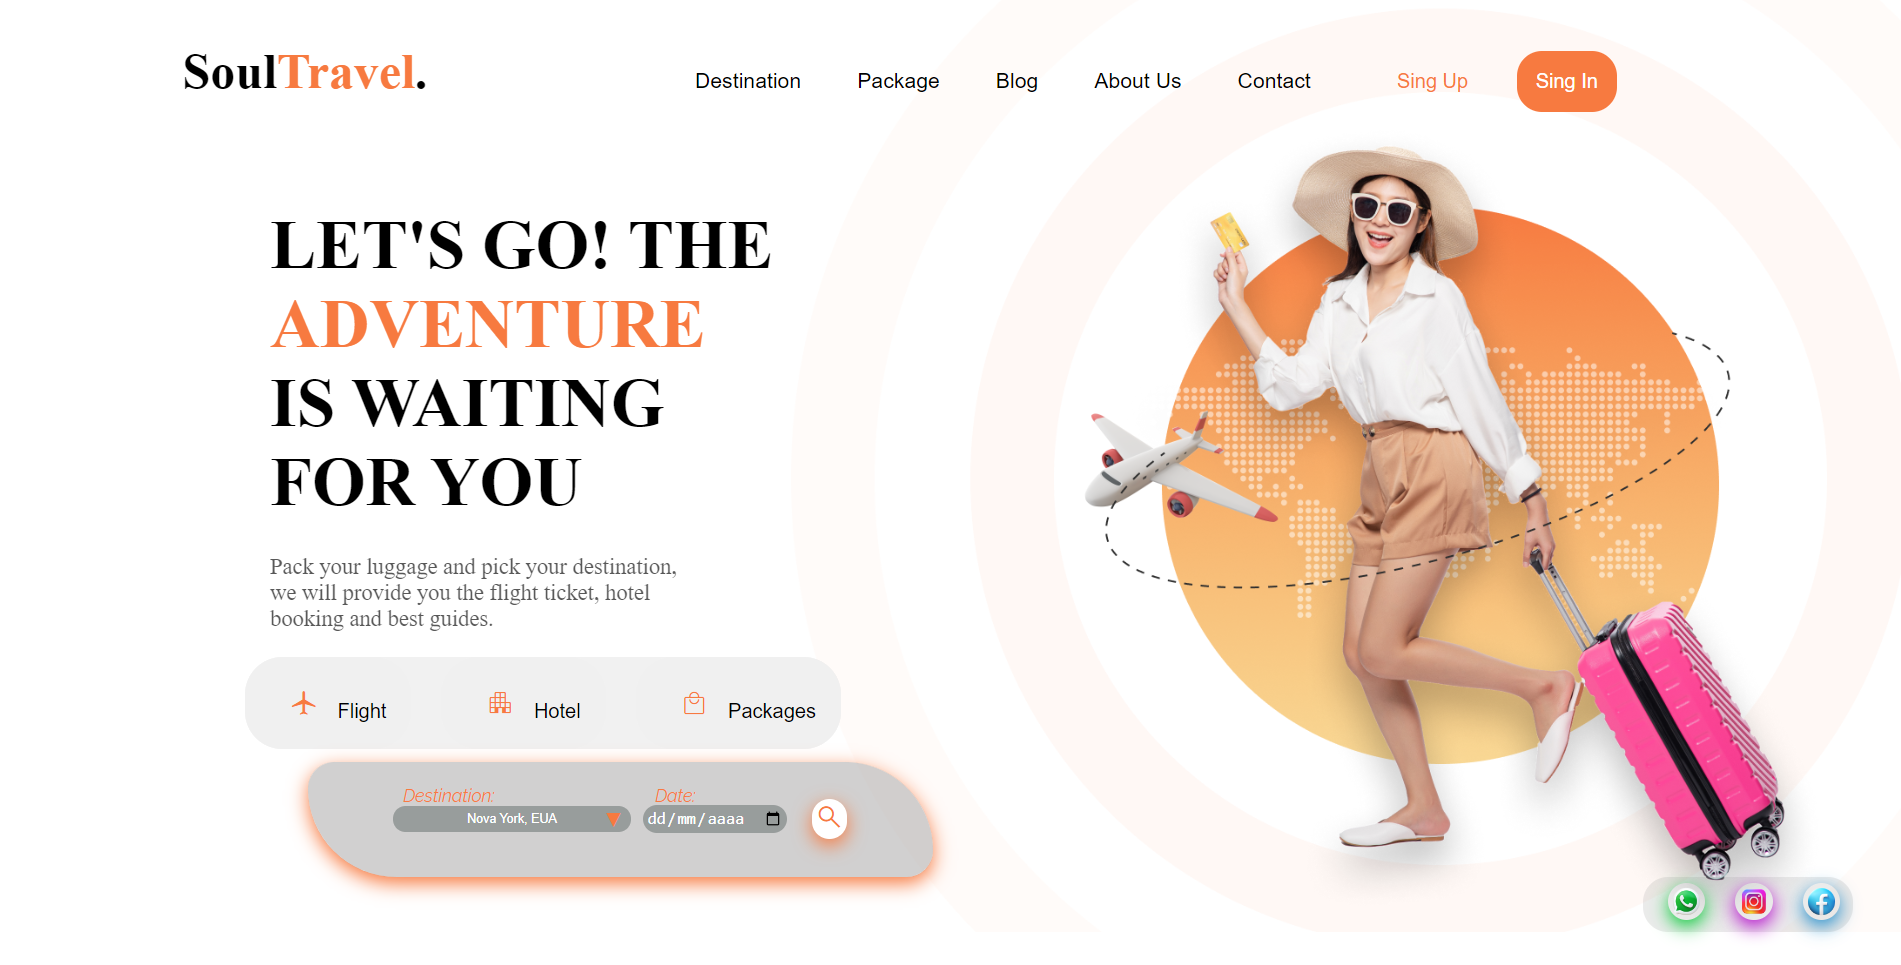 SoulTravel.
Destination Package Blog About Us Contact Sing Up Sing In
LET'S GO! THE
ADVENTURE
IS WAITING
FOR YOU
Pack your luggage and pick your destination,
we will provide you the flight ticket, hotel
booking and best guides.
Flight Hotel Packages
Destination: Date:
Nova York, EUA dd/mm/aaaa